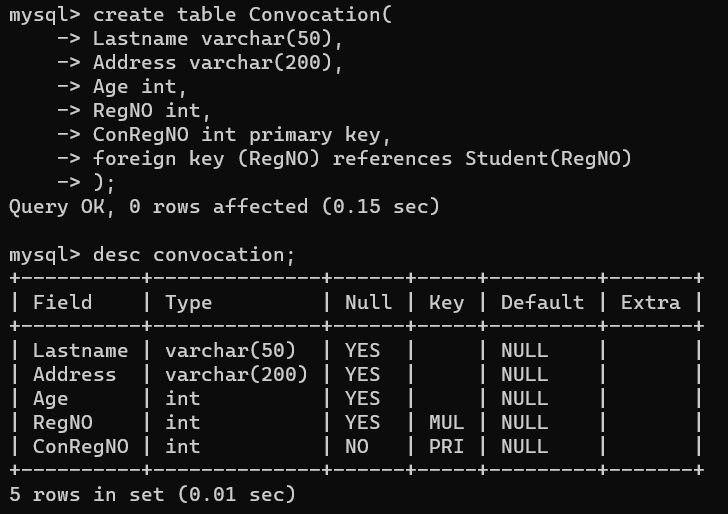 mysql> create table Convocation(
    -> Lastname varchar(50),
    -> Address varchar(200),
    -> Age int,
    -> RegNO int,
    -> ConRegNO int primary key,
    -> foreign key (RegNO) references Student(RegNO)
    -> );
Query OK, 0 rows affected (0.15 sec)

mysql> desc convocation;
+----------+--------------+------+-----+---------+-------+
| Field    | Type         | Null | Key | Default | Extra |
+----------+--------------+------+-----+---------+-------+
| Lastname | varchar(50)  | YES  |     | NULL    |       |
| Address  | varchar(200) | YES  |     | NULL    |       |
| Age      | int          | YES  |     | NULL    |       |
| RegNO    | int          | YES  | MUL | NULL    |       |
| ConRegNO | int          | NO   | PRI | NULL    |       |
+----------+--------------+------+-----+---------+-------+
5 rows in set (0.01 sec)